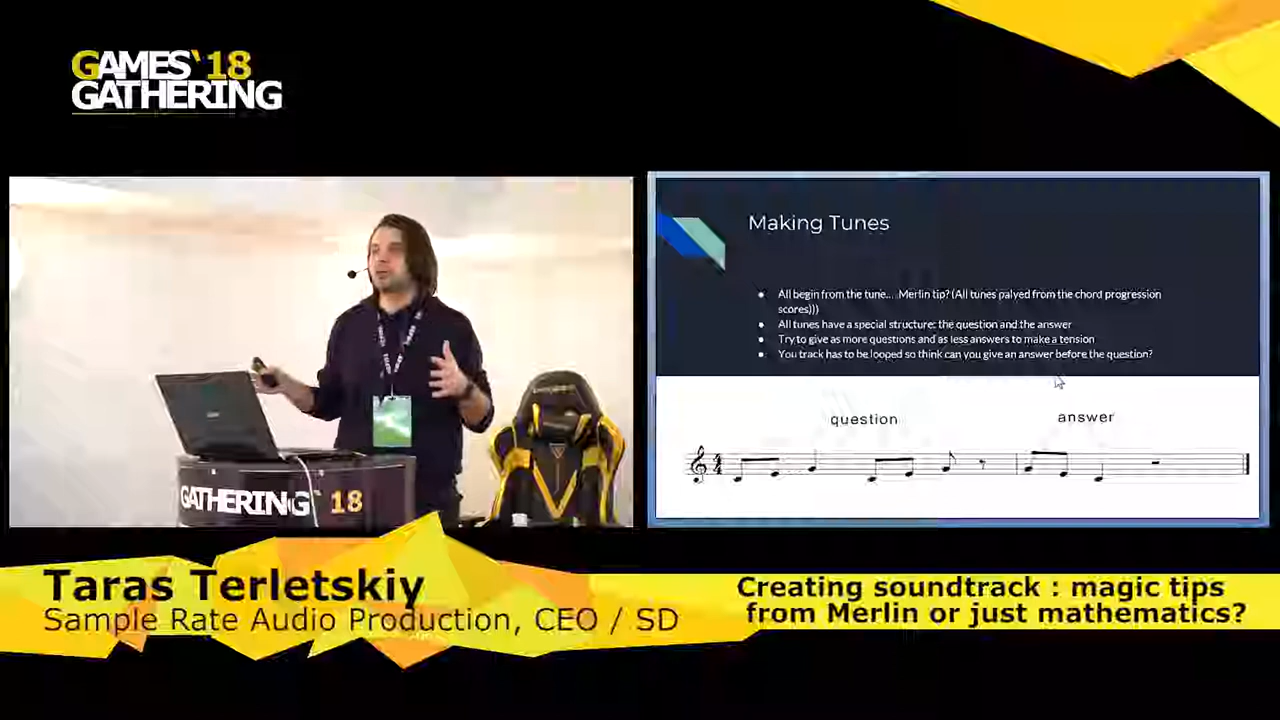 GAMES'18
GATHERING
Making Tunes
All begin from the tune.... Merlin tip? (All tunes palyed from the chord progression
scores)))
All tunes have a special structure: the question and the answer
Try to give as more questions and as less answers to make a tension
You track has to be looped so think can you give an answer before the question?
question
answer
GATHERING' 18
Taras Terletskiy
Sample Rate Audio Production, CEO / SD
Creating soundtrack : magic tips
from Merlin or just mathematics?